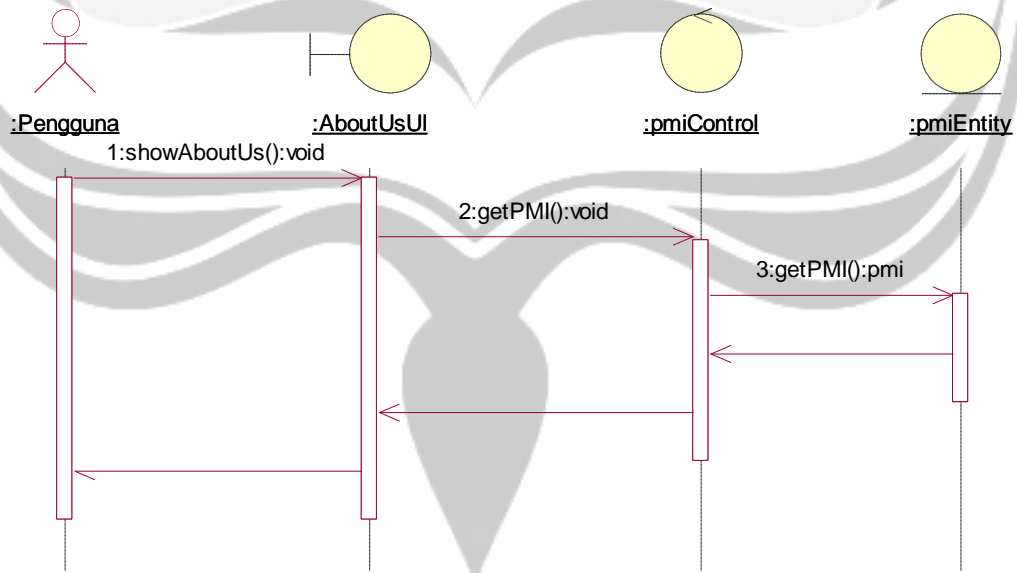 :Pengguna
:AboutUsUI
:pmiControl
:pmiEntity
1:showAboutUs():void
2:getPMI():void
3:getPMI():pmi